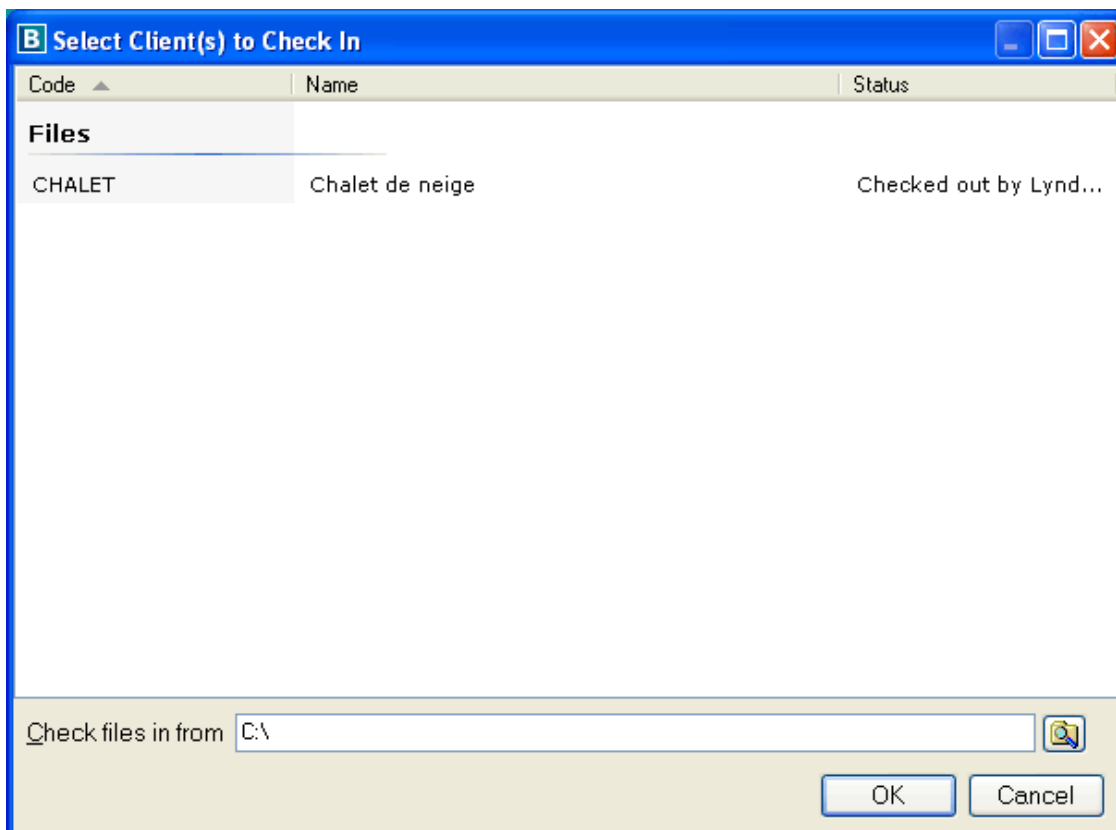 B Select Client(s) to Check In
Code Name Status
Files
CHALET Chalet de neige Checked out by Lynd...
Check files in from C:\
OK Cancel